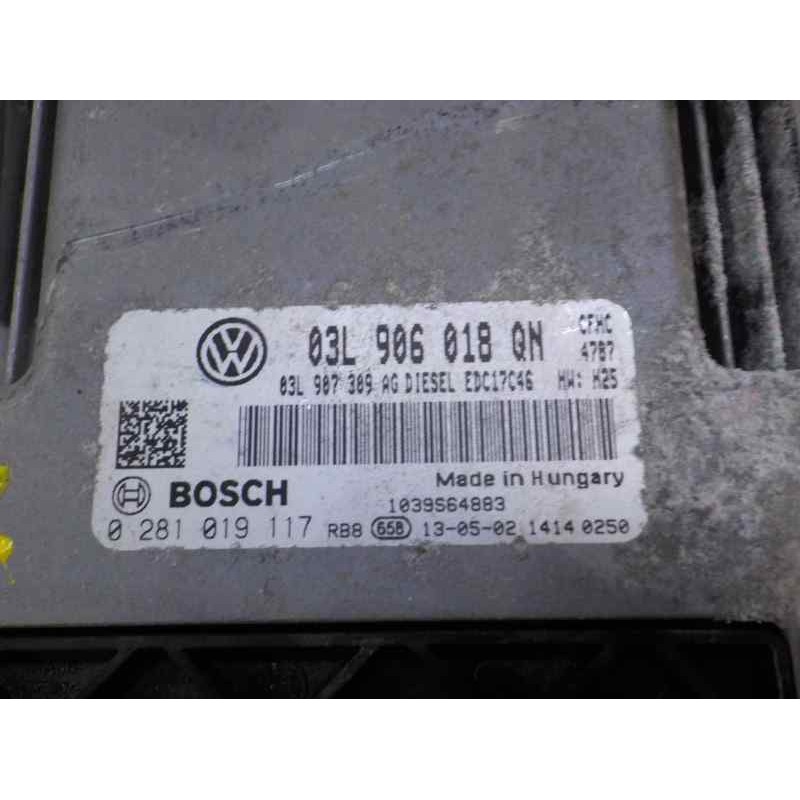 03L 906 018 QN CFHC
4787
03L 907 309 AG DIESEL EDC17C46 HW: H25
Made in Hungary
BOSCH 1039S64883
0 281 019 117 RB8 658 13-05-02 1414 0250